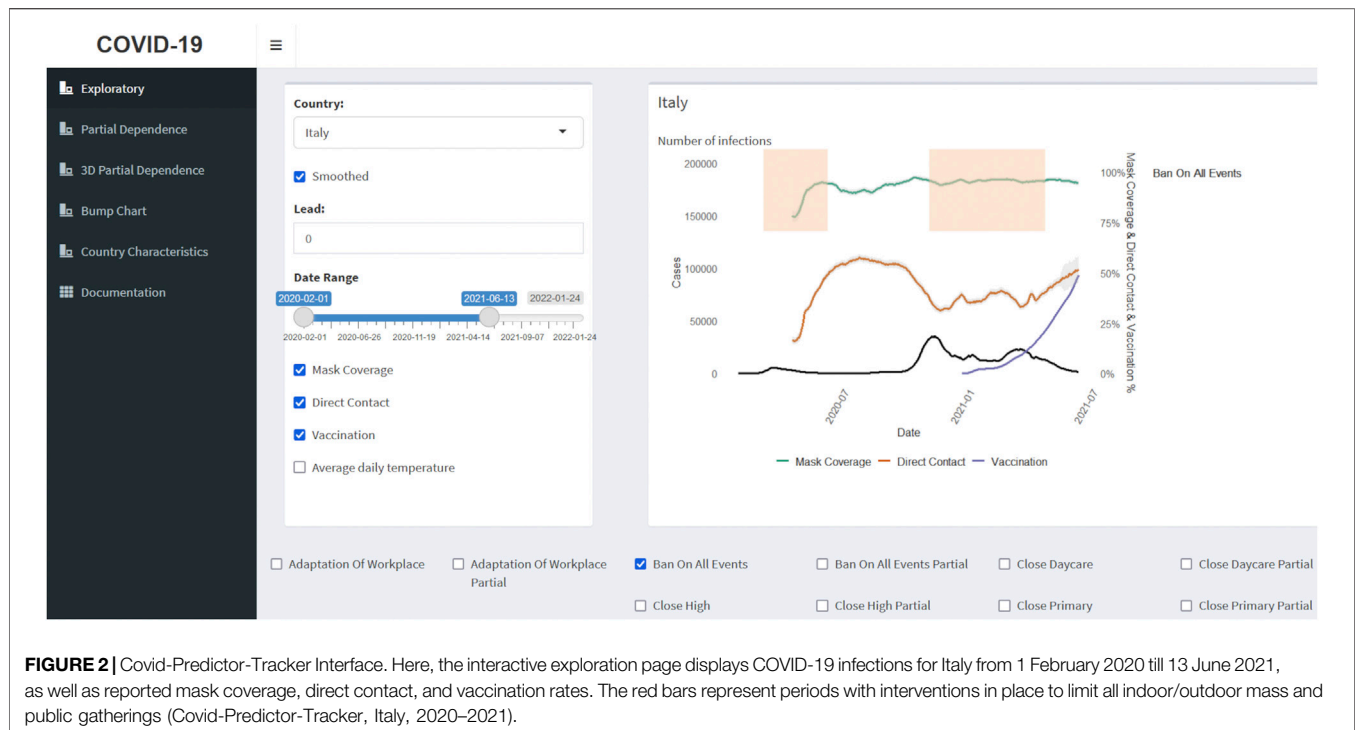 COVID-19
Exploratory
Partial Dependence
3D Partial Dependence
Bump Chart
Country Characteristics
Documentation
Country:
Italy
Smoothed
Lead:
0
Date Range
2020-02-01 2021-06-13 2022-01-24
2020-02-01 2020-06-26 2020-11-19 2021-04-14 2021-09-07 2022-01-24
Mask Coverage
Direct Contact
Vaccination
Average daily temperature
Italy
Number of infections
200000
150000
100000
50000
0
Cases
100%
75%
50%
25%
0%
Mask Coverage & Direct Contact & Vaccination %
Ban On All Events
2020-07
2021-01
2021-07
Date
Mask Coverage Direct Contact Vaccination
Adaptation Of Workplace
Adaptation Of Workplace
Partial
Ban On All Events
Ban On All Events Partial
Close Daycare
Close Daycare Partial
Close High
Close High Partial
Close Primary
Close Primary Partial
FIGURE 2 | Covid-Predictor-Tracker Interface. Here, the interactive exploration page displays COVID-19 infections for Italy from 1 February 2020 till 13 June 2021,
as well as reported mask coverage, direct contact, and vaccination rates. The red bars represent periods with interventions in place to limit all indoor/outdoor mass and
public gatherings (Covid-Predictor-Tracker, Italy, 2020–2021).